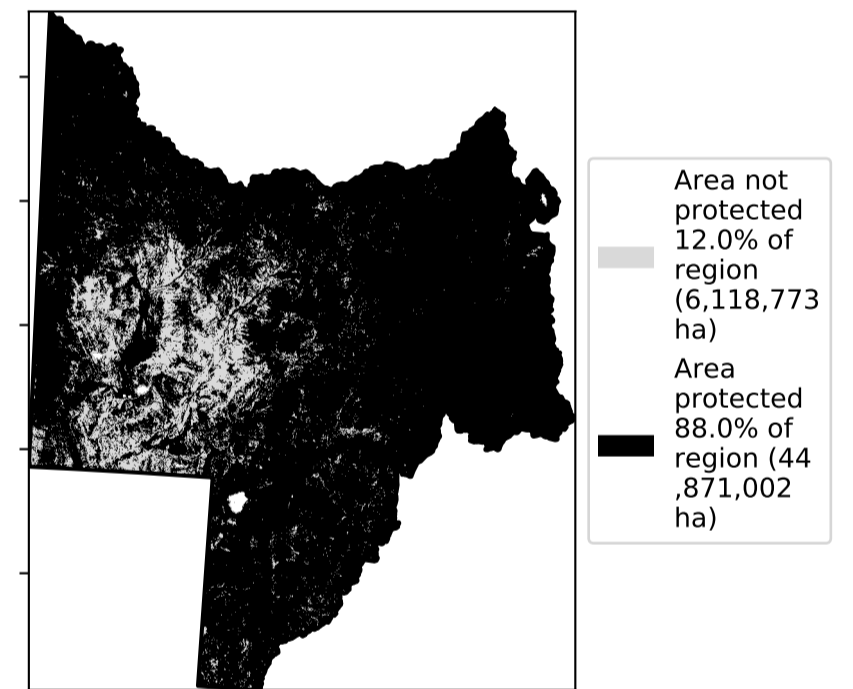 Area not
protected
12.0% of
region
(6,118,773
ha)
Area
protected
88.0% of
region (44
,871,002
ha)